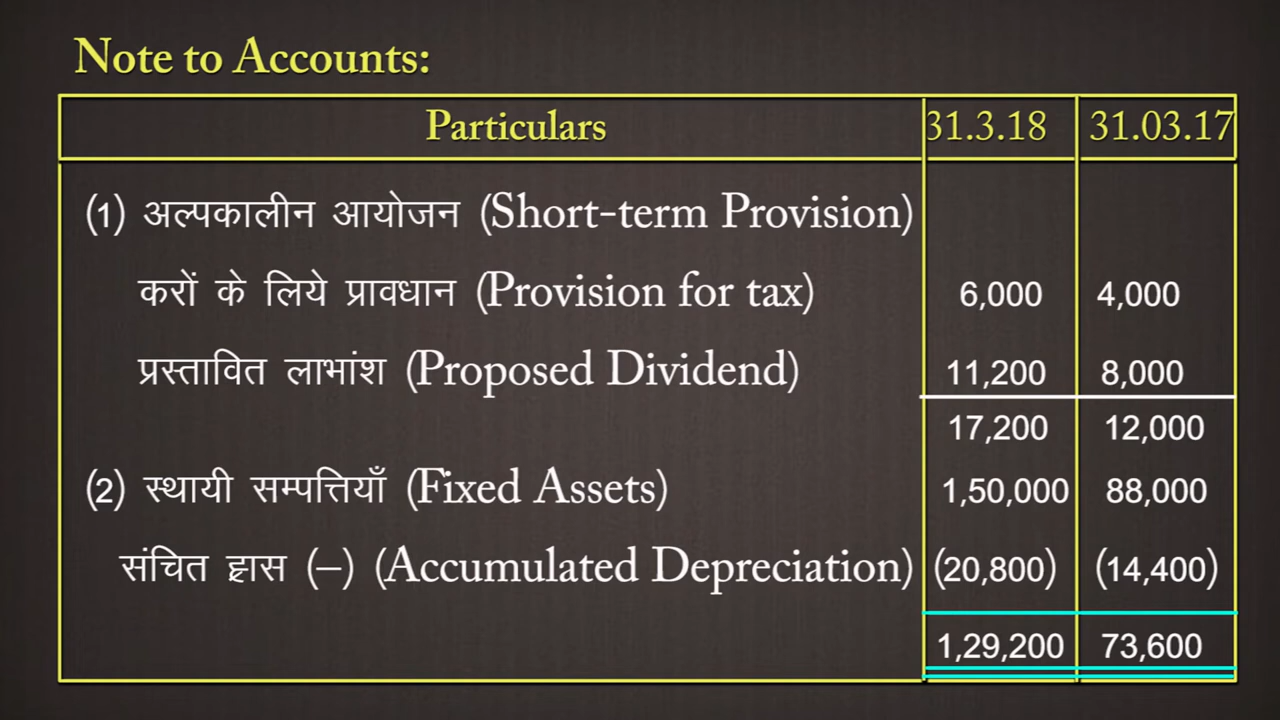 Note to Accounts:
Particulars 31.3.18 31.03.17
(1) अल्पकालीन आयोजन (Short-term Provision)
करों के लिये प्रावधान (Provision for tax) 6,000 4,000
प्रस्तावित लाभांश (Proposed Dividend) 11,200 8,000
17,200 12,000
(2) स्थायी सम्पत्तियाँ (Fixed Assets) 1,50,000 88,000
संचित ह्रास (–) (Accumulated Depreciation) (20,800) (14,400)
1,29,200 73,600